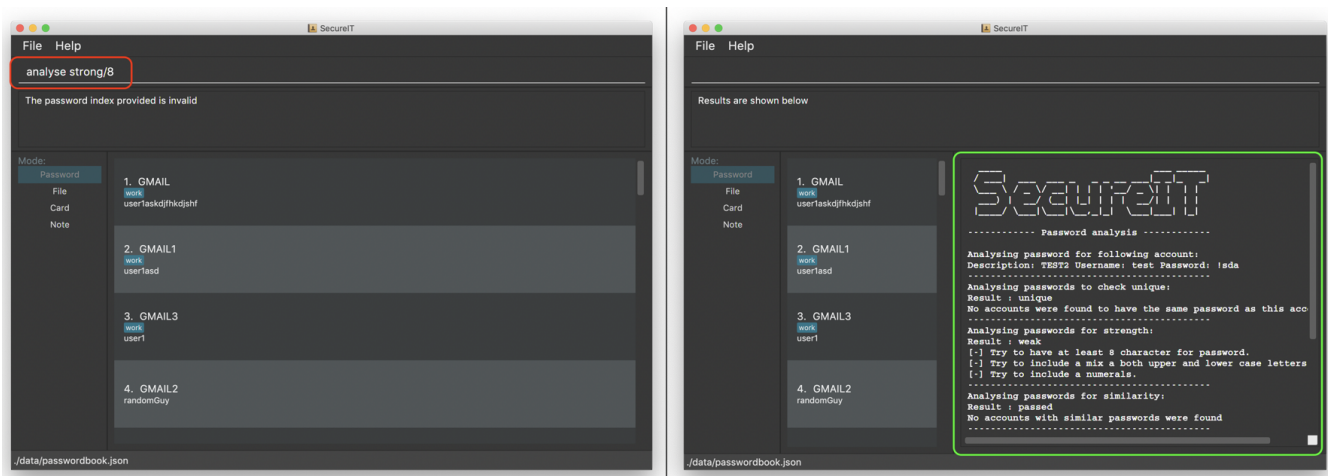 SecureIT
File Help
analyse strong/8
The password index provided is invalid
Mode:
Password
File
Card
Note
1. GMAIL
work
user1askdjfhkdjshf
2. GMAIL1
work
user1asd
3. GMAIL3
work
user1
4. GMAIL2
randomGuy
./data/passwordbook.json
SecureIT
File Help
Results are shown below
Mode:
Password
File
Card
Note
1. GMAIL
work
user1askdjfhkdjshf
2. GMAIL1
work
user1asd
3. GMAIL3
work
user1
4. GMAIL2
randomGuy
SecureIT
------------ Password analysis ------------
Analysing password for following account:
Description: TEST2 Username: test Password: !sda
------------------------------------------
Analysing passwords to check unique:
Result : unique
No accounts were found to have the same password as this acc
------------------------------------------
Analysing passwords for strength:
Result : weak
[-] Try to have at least 8 character for password.
[-] Try to include a mix a both upper and lower case letters
[-] Try to include a numerals.
------------------------------------------
Analysing passwords for similarity:
Result : passed
No accounts with similar passwords were found
------------------------------------------
./data/passwordbook.json